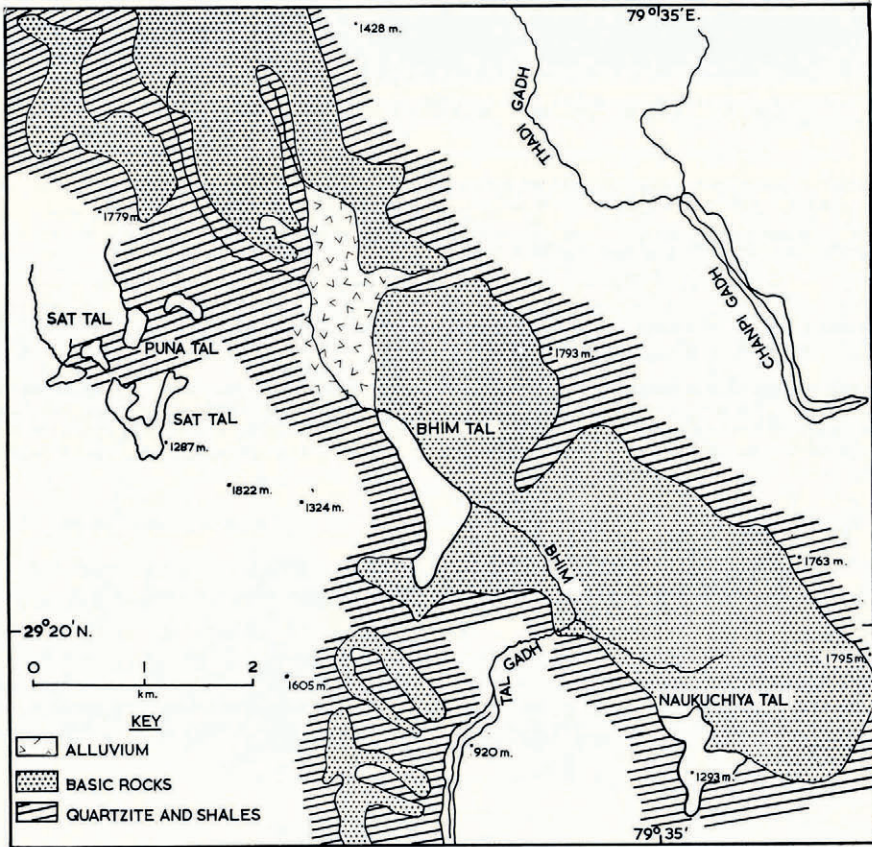 79°35'E.
1428 m.
THADI GADH
CHANPI GADH
1779 m.
SAT TAL
PUNA TAL
1793 m.
BHIM TAL
SAT TAL
1287 m.
1822 m.
1324 m.
BHIM
1763 m.
29°20'N.
TAL GADH
1795 m.
0 1 2
km.
1605 m.
NAUKUCHIYA TAL
KEY
ALLUVIUM
BASIC ROCKS
QUARTZITE AND SHALES
920 m.
1293 m.
79°35'